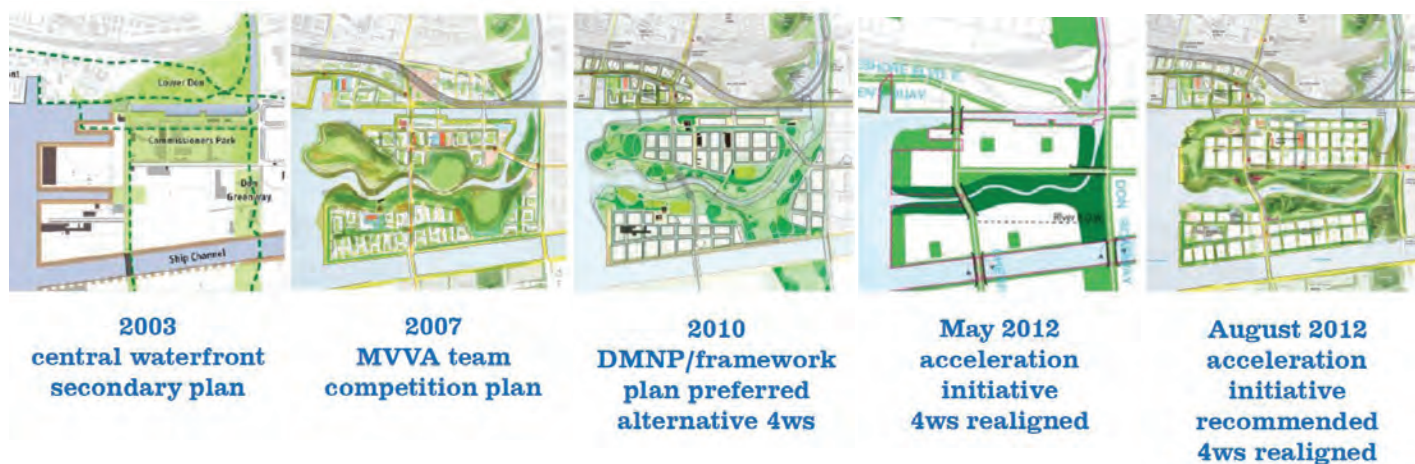 Lower Don
Commissioners Park
Don
Greenway
Ship Channel
River
2003
central waterfront
secondary plan
2007
MVVA team
competition plan
2010
DMNP/framework
plan preferred
alternative 4ws
May 2012
acceleration
initiative
4ws realigned
August 2012
acceleration
initiative
recommended
4ws realigned